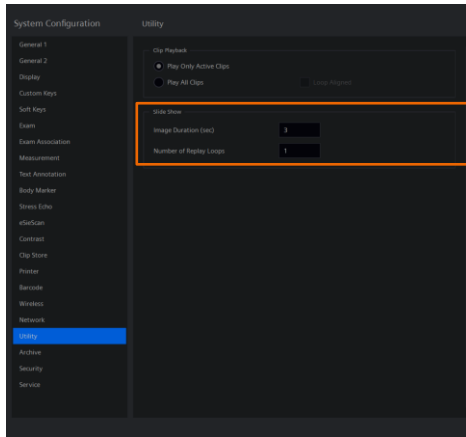 System Configuration
Utility
General 1
General 2
Display
Custom Keys
Soft Keys
Exam
Exam Association
Measurement
Text Annotation
Body Marker
Stress Echo
eSieScan
Contrast
Clip Store
Printer
Barcode
Wireless
Network
Utility
Archive
Security
Service
Clip Playback
Play Only Active Clips
Play All Clips
Loop Aligned
Slide Show
Image Duration (sec) 3
Number of Replay Loops 1